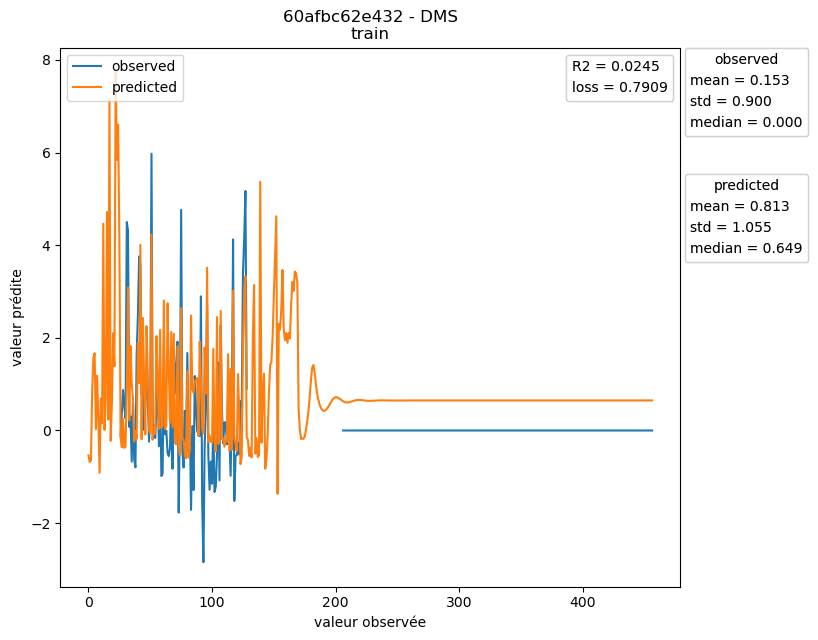 60afbc62e432 - DMS
train
observed
predicted
R2 = 0.0245
loss = 0.7909
observed
mean = 0.153
std = 0.900
median = 0.000
predicted
mean = 0.813
std = 1.055
median = 0.649
8
6
4
2
0
−2
valeur prédite
0
100
200
300
400
valeur observée